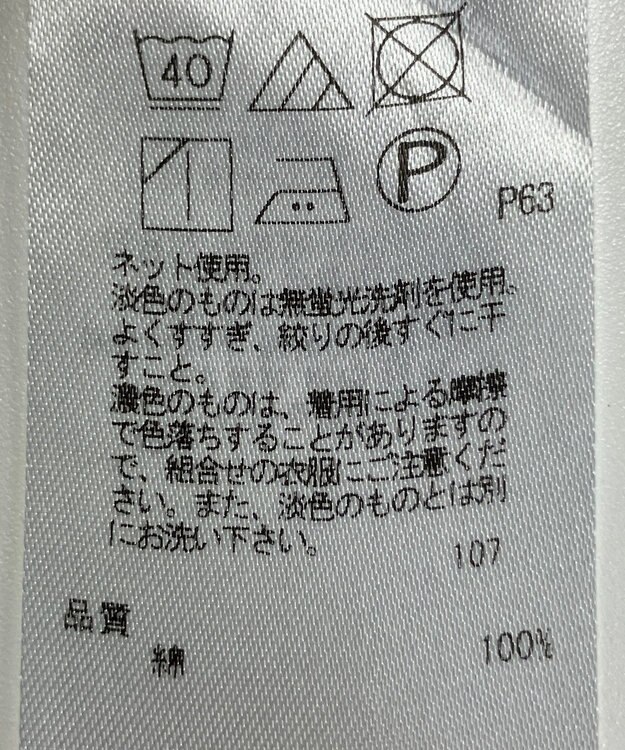 40
P
P63
ネット使用。
淡色のものは無蛍光洗剤を使用。
よくすすぎ、絞りの後すぐに干
すこと。
濃色のものは、着用による摩擦
で色落ちすることがありますの
で、組合せの衣服にご注意くだ
さい。また、淡色のものとは別
にお洗い下さい。
107
品質
綿 100%